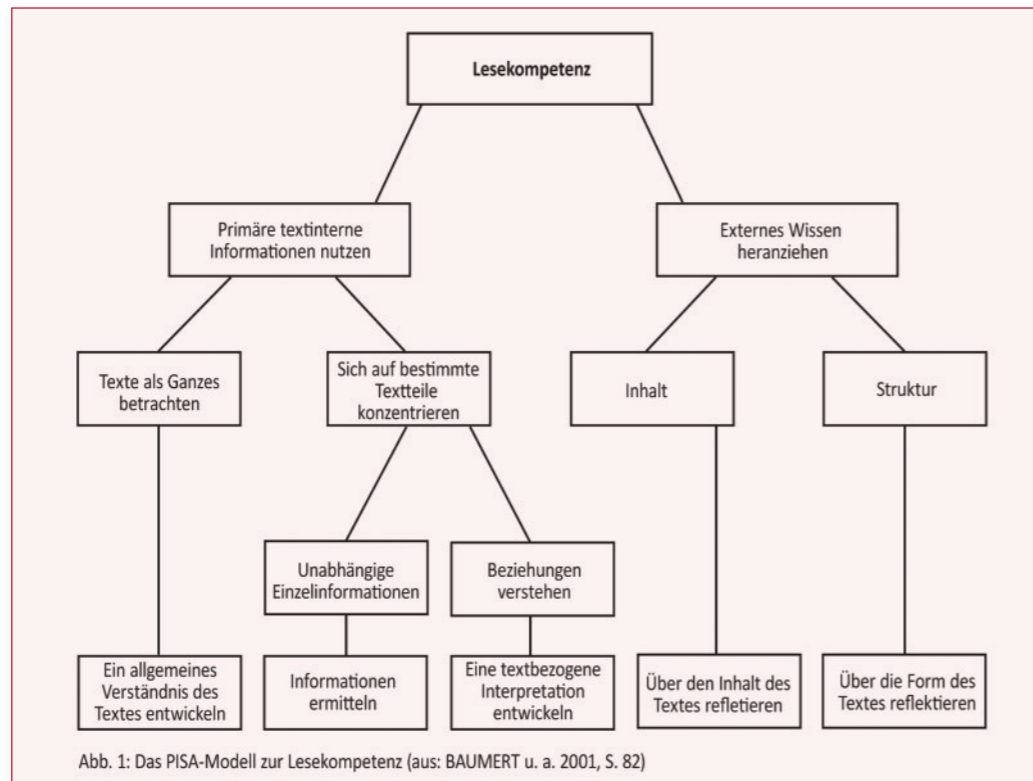 Lesekompetenz
Primäre textinterne
Informationen nutzen
Externes Wissen
heranziehen
Texte als Ganzes
betrachten
Sich auf bestimmte
Textteile
konzentrieren
Inhalt
Struktur
Unabhängige
Einzelinformationen
Beziehungen
verstehen
Ein allgemeines
Verständnis des
Textes entwickeln
Informationen
ermitteln
Eine textbezogene
Interpretation
entwickeln
Über den Inhalt des
Textes refletieren
Über die Form des
Textes reflektieren
Abb. 1: Das PISA-Modell zur Lesekompetenz (aus: BAUMERT u. a. 2001, S. 82)